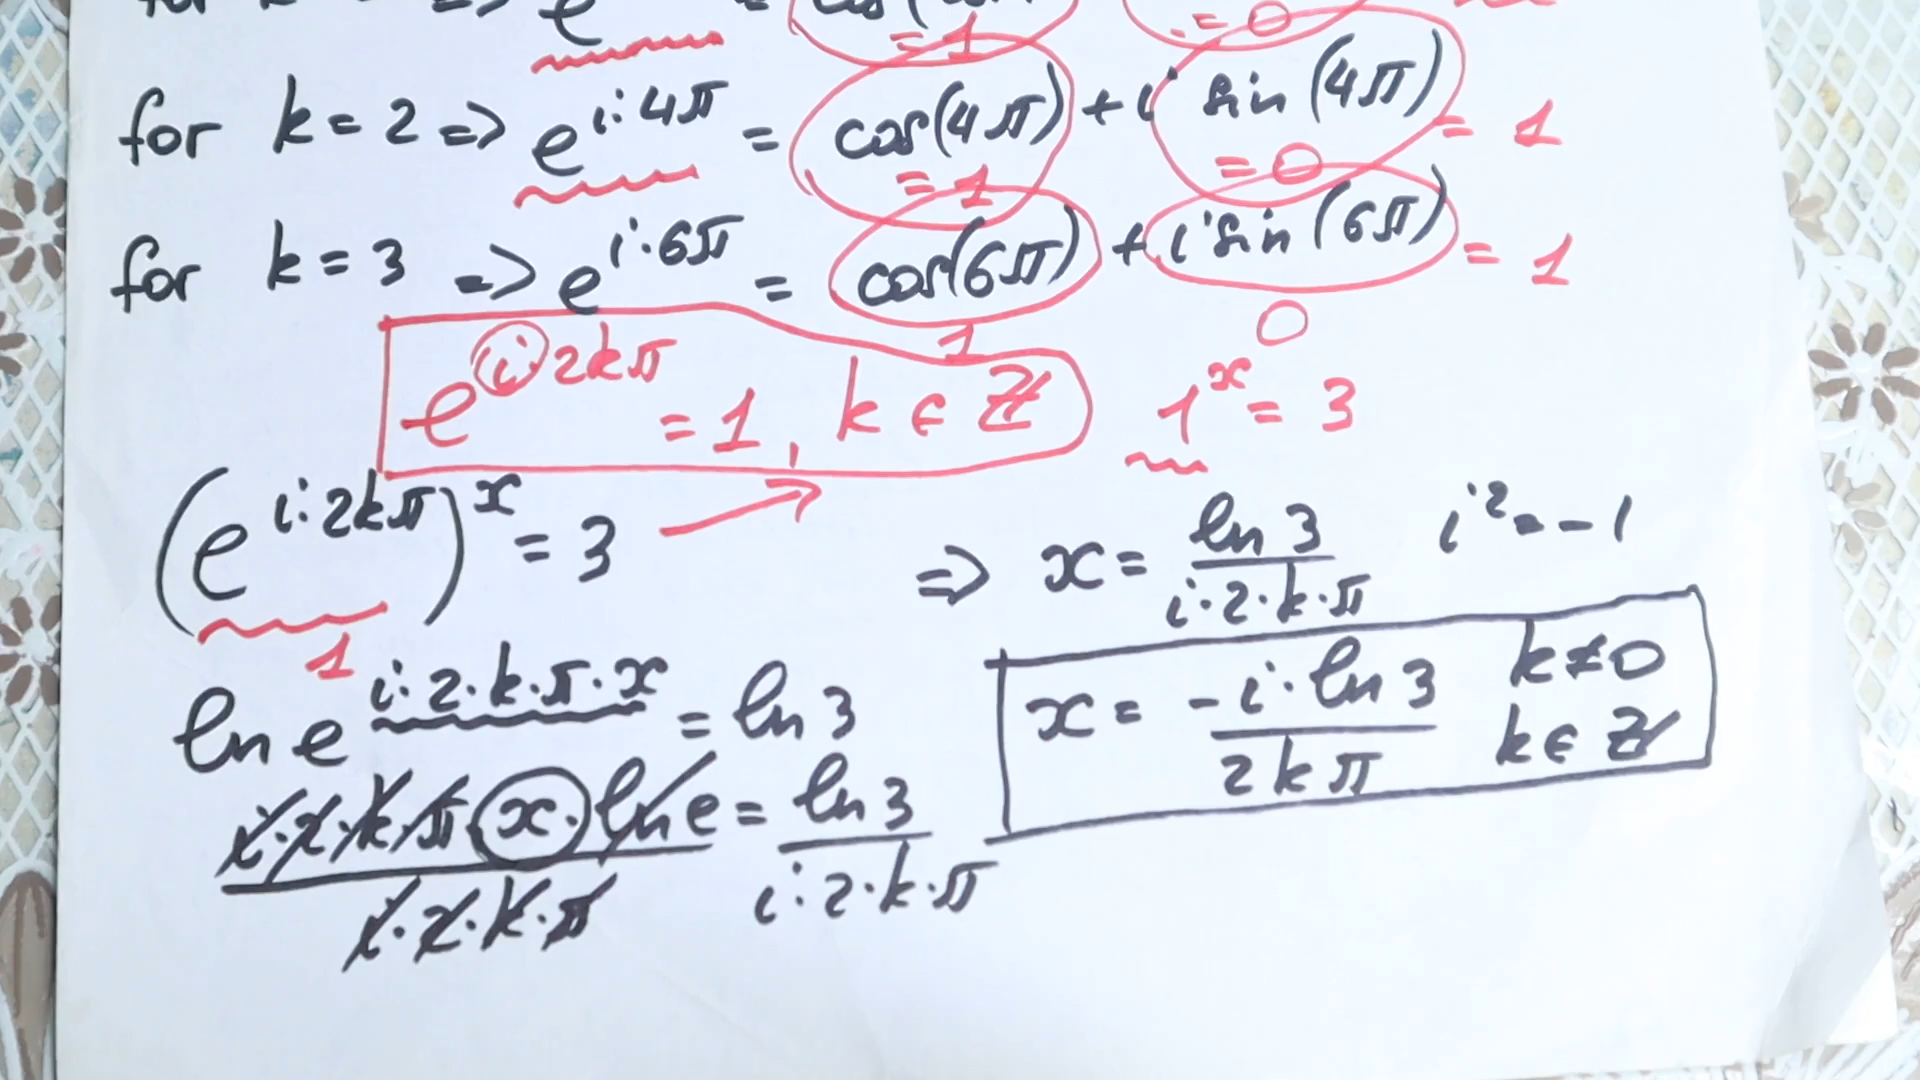 for k = 2 => e^{i·4π} = cos(4π) + i sin(4π) = 1
= 1 = 0
for k = 3 => e^{i·6π} = cos(6π) + i sin(6π) = 1
1 0
e^{i·2kπ} = 1, k ∈ ℤ 1^x = 3
(e^{i·2kπ})^x = 3 => x = ln 3 / i·2·k·π i² = -1
1
ln e^{i·2·k·π·x} = ln 3
i·2·k·π·x·ln e / i·2·k·π = ln 3 / i·2·k·π
x = -i·ln 3 / 2kπ k ≠ 0
k ∈ ℤ